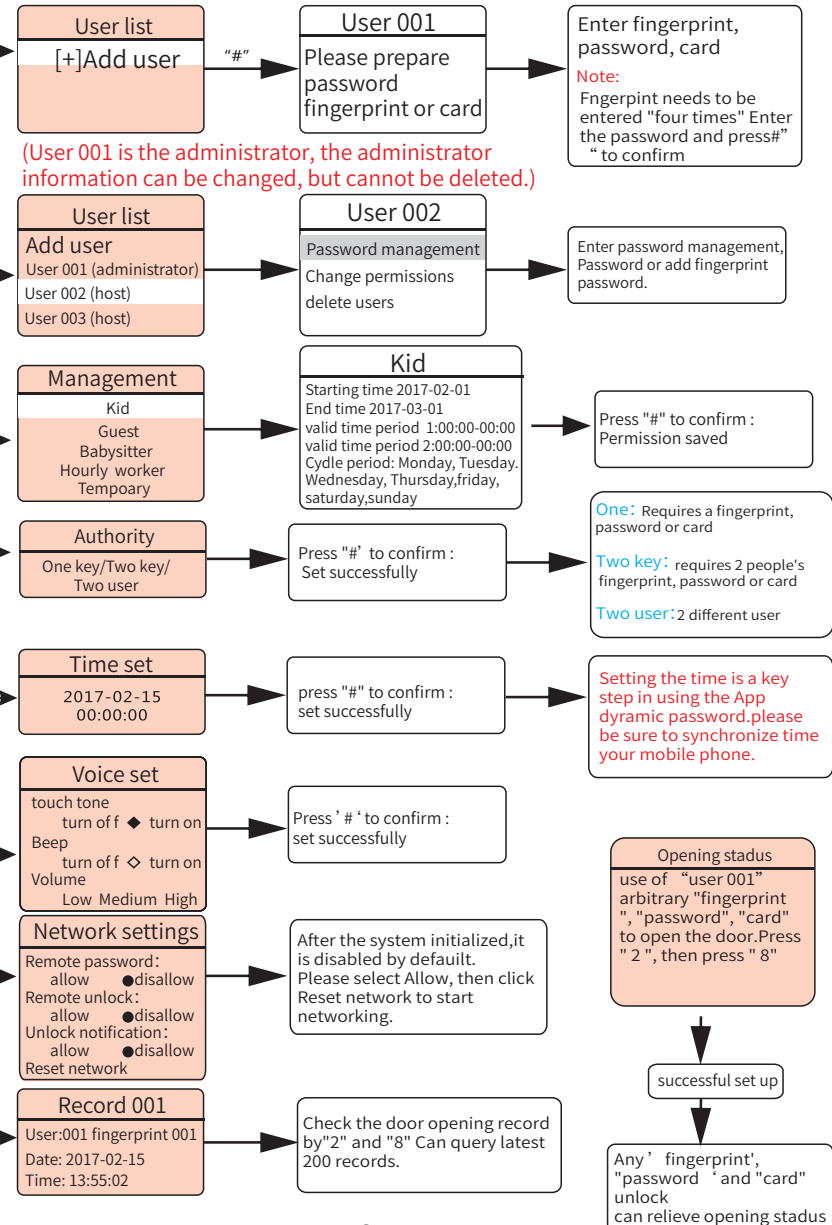 User list
[+]Add user
“#”
User 001
Please prepare
password
fingerprint or card
Enter fingerprint,
password, card
Note:
Fngerpint needs to be
entered "four times" Enter
the password and press#”
“ to confirm
(User 001 is the administrator, the administrator
information can be changed, but cannot be deleted.)
User list
Add user
User 001 (administrator)
User 002 (host)
User 003 (host)
User 002
Password management
Change permissions
delete users
Enter password management,
Password or add fingerprint
password.
Management
Kid
Guest
Babysitter
Hourly worker
Tempoary
Kid
Starting time 2017-02-01
End time 2017-03-01
valid time period 1:00:00-00:00
valid time period 2:00:00-00:00
Cydle period: Monday, Tuesday.
Wednesday, Thursday,friday,
saturday,sunday
Press "#" to confirm :
Permission saved
Authority
One key/Two key/
Two user
Press "#’ to confirm :
Set successfully
One: Requires a fingerprint,
password or card
Two key: requires 2 people's
fingerprint, password or card
Two user:2 different user
Time set
2017-02-15
00:00:00
press "#" to confirm :
set successfully
Setting the time is a key
step in using the App
dyramic password.please
be sure to synchronize time
your mobile phone.
Voice set
touch tone
turn of f ◆ turn on
Beep
turn of f ◇ turn on
Volume
Low Medium High
Press ’ # ‘ to confirm :
set successfully
Network settings
Remote password:
allow ●disallow
Remote unlock:
allow ●disallow
Unlock notification:
allow ●disallow
Reset network
After the system initialized,it
is disabled by defauilt.
Please select Allow, then click
Reset network to start
networking.
Record 001
User:001 fingerprint 001
Date: 2017-02-15
Time: 13:55:02
Check the door opening record
by"2" and "8" Can query latest
200 records.
Opening stadus
use of “user 001”
arbitrary "fingerprint
", "password", "card"
to open the door.Press
" 2 ", then press " 8"
successful set up
Any ’ fingerprint',
"password ‘ and "card"
unlock
can relieve opening stadus